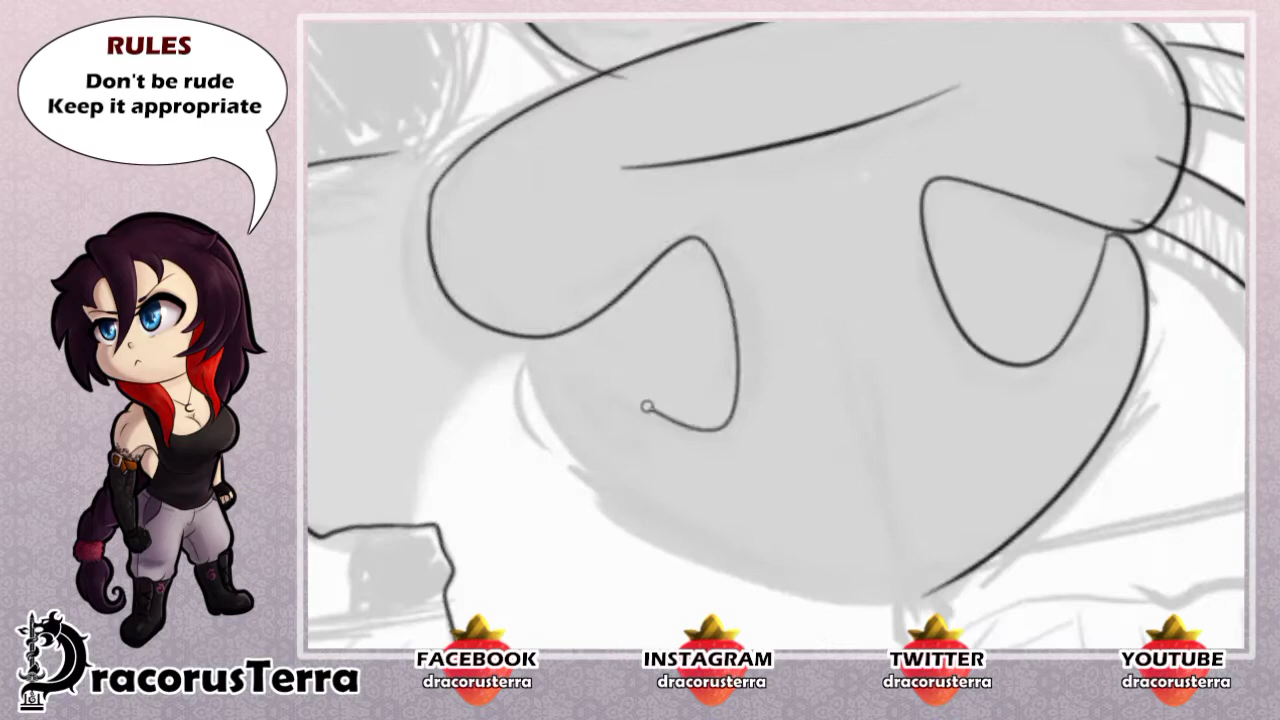 RULES
Don't be rude
Keep it appropriate
DracorusTerra
FACEBOOK
dracorusterra
INSTAGRAM
dracorusterra
TWITTER
dracorusterra
YOUTUBE
dracorusterra